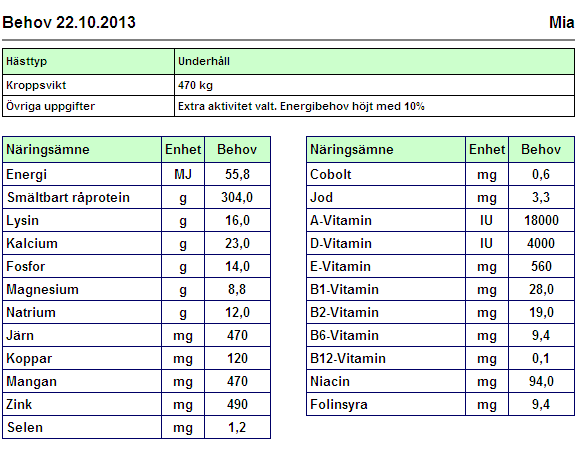 Behov 22.10.2013 Mia
Hästtyp Underhåll
Kroppsvikt 470 kg
Övriga uppgifter Extra aktivitet valt. Energibehov höjt med 10%
Näringsämne Enhet Behov
Energi MJ 55,8
Smältbart råprotein g 304,0
Lysin g 16,0
Kalcium g 23,0
Fosfor g 14,0
Magnesium g 8,8
Natrium g 12,0
Järn mg 470
Koppar mg 120
Mangan mg 470
Zink mg 490
Selen mg 1,2
Näringsämne Enhet Behov
Cobolt mg 0,6
Jod mg 3,3
A-Vitamin IU 18000
D-Vitamin IU 4000
E-Vitamin mg 560
B1-Vitamin mg 28,0
B2-Vitamin mg 19,0
B6-Vitamin mg 9,4
B12-Vitamin mg 0,1
Niacin mg 94,0
Folinsyra mg 9,4